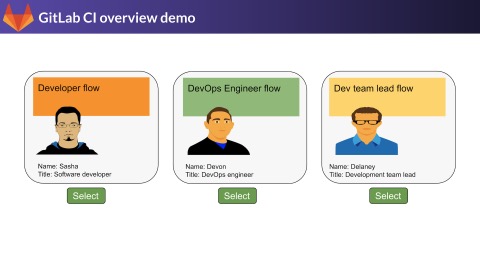 GitLab CI overview demo
Developer flow
Name: Sasha
Title: Software developer
Select
DevOps Engineer flow
Name: Devon
Title: DevOps engineer
Select
Dev team lead flow
Name: Delaney
Title: Development team lead
Select